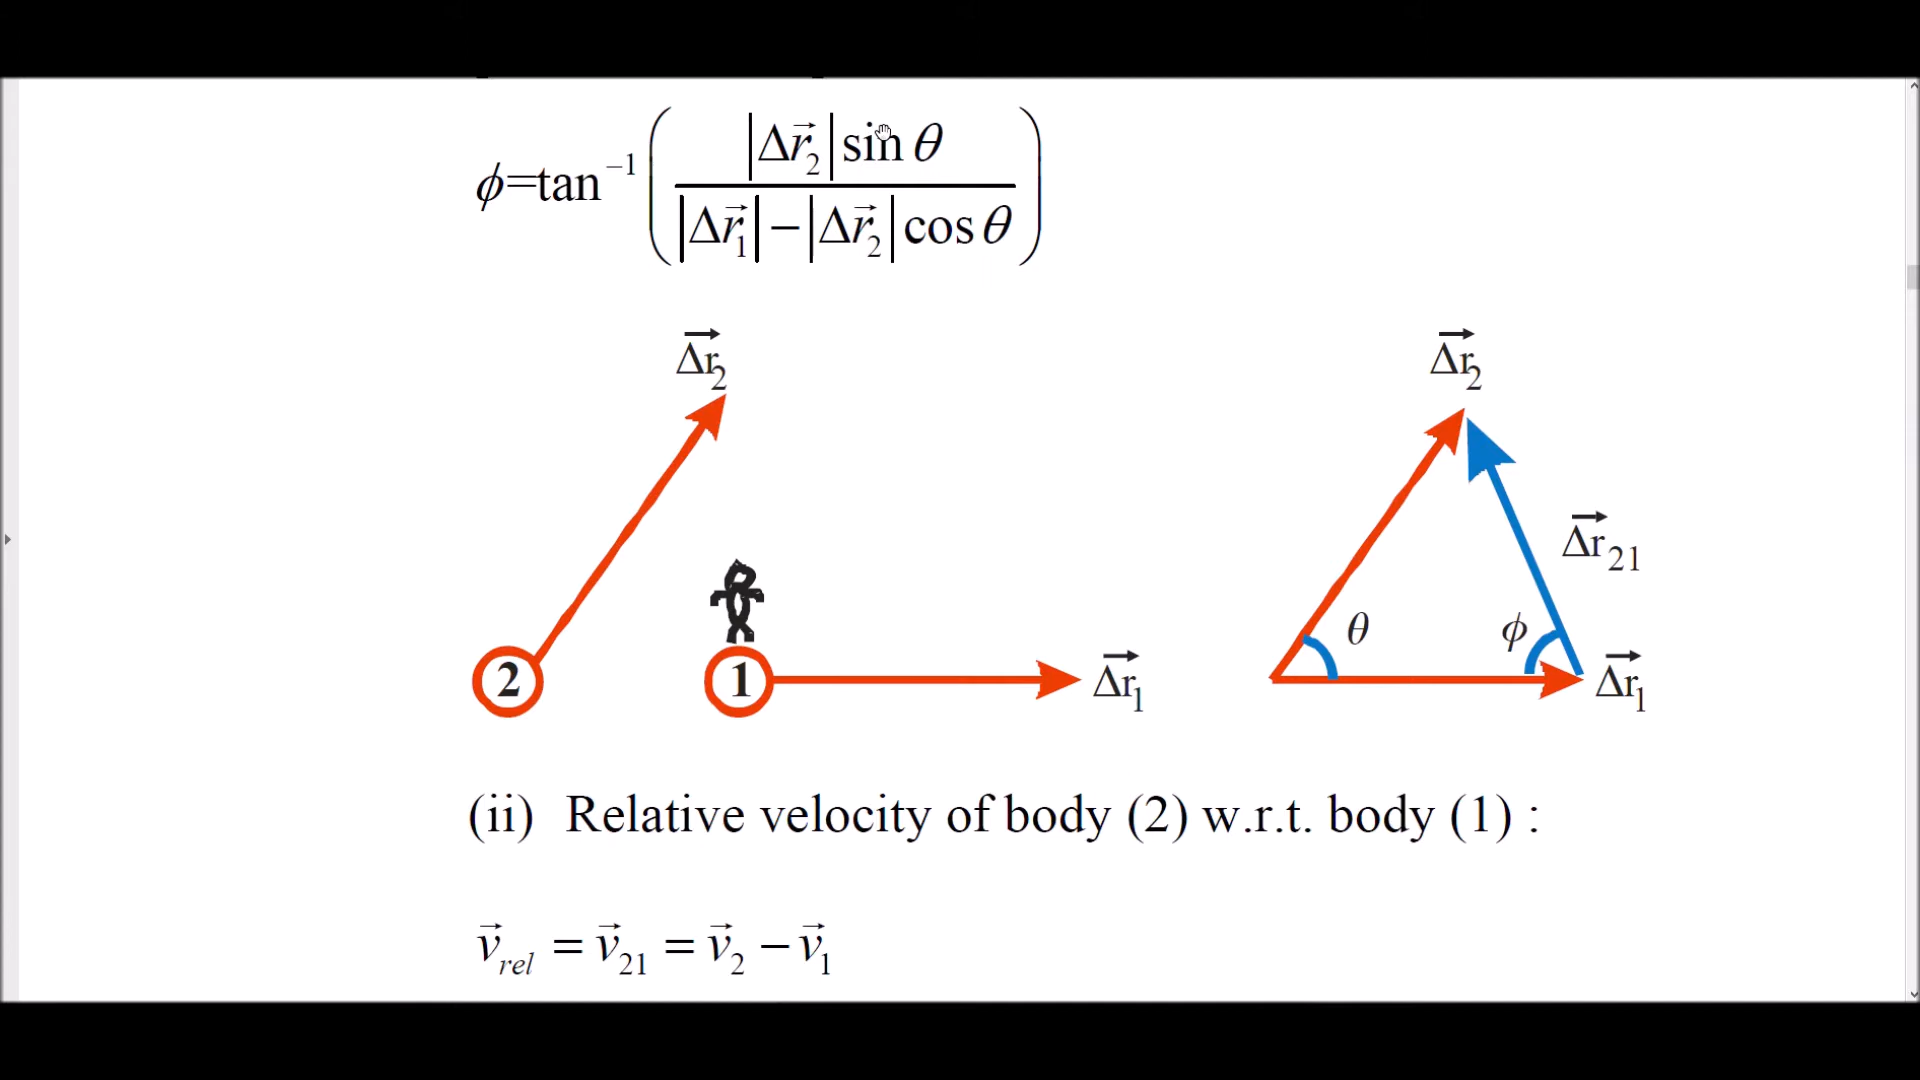 ϕ=tan⁻¹(|Δr⃗₂| sin θ / (|Δr⃗₁| − |Δr⃗₂| cos θ))
Δr⃗₂
Δr⃗₂
Δr⃗₂₁
θ
ϕ
2
1
Δr⃗₁
Δr⃗₁
(ii) Relative velocity of body (2) w.r.t. body (1) :
v⃗rel = v⃗₂₁ = v⃗₂ − v⃗₁